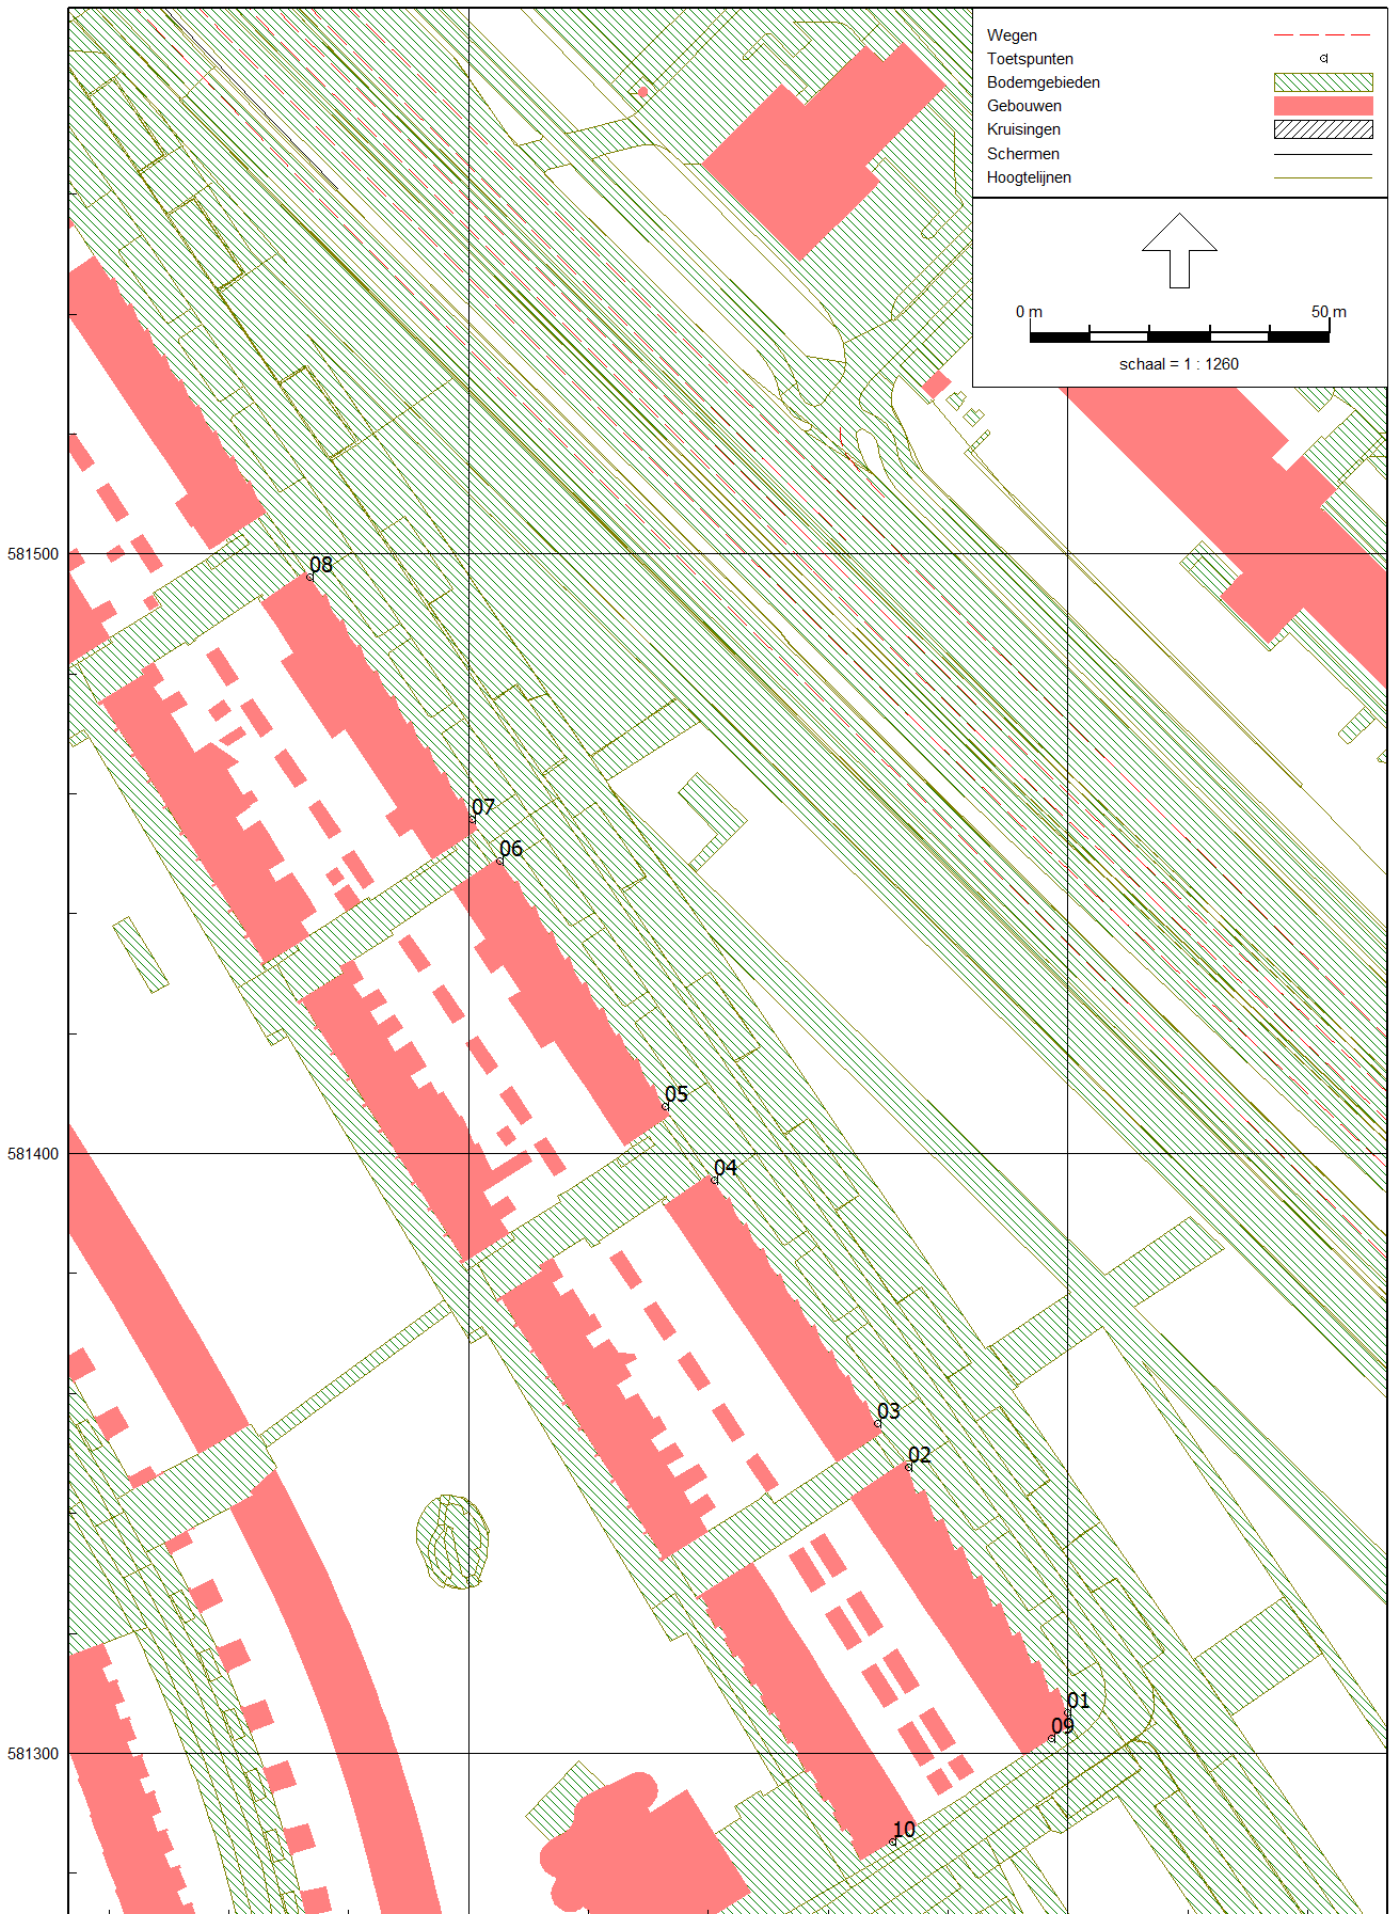 Wegen
Toetspunten
Bodemgebieden
Gebouwen
Kruisingen
Schermen
Hoogtelijnen
0 m 50 m
schaal = 1 : 1260
581500
08
07
06
05
581400
04
03
02
01
09
581300
10